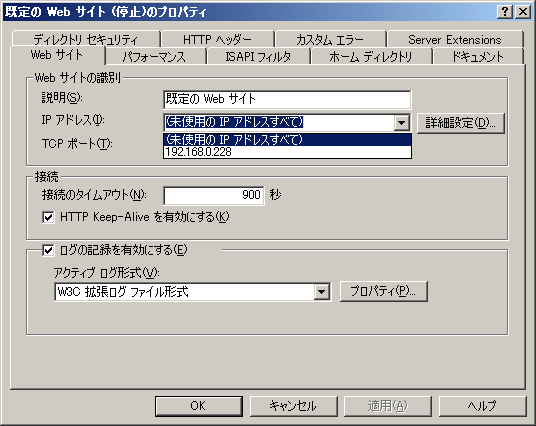 既定の Web サイト (停止)のプロパティ
ディレクトリ セキュリティ HTTP ヘッダー カスタム エラー Server Extensions
Web サイト パフォーマンス ISAPI フィルタ ホーム ディレクトリ ドキュメント
Web サイトの識別
説明(S): 既定の Web サイト
IP アドレス(I): (未使用の IP アドレスすべて) 詳細設定(D)...
TCP ポート(T): (未使用の IP アドレスすべて)
192.168.0.228
接続
接続のタイムアウト(N): 900 秒
HTTP Keep-Alive を有効にする(K)
ログの記録を有効にする(E)
アクティブ ログ形式(V):
W3C 拡張ログ ファイル形式 プロパティ(P)...
OK キャンセル 適用(A) ヘルプ